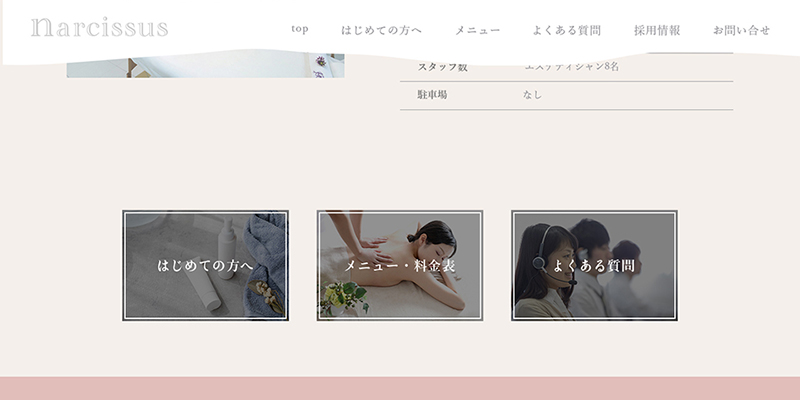 narcissus
top
はじめての方へ
メニュー
よくある質問
採用情報
お問い合せ
スタッフ数
エステティシャン8名
駐車場
なし
はじめての方へ
メニュー・料金表
よくある質問